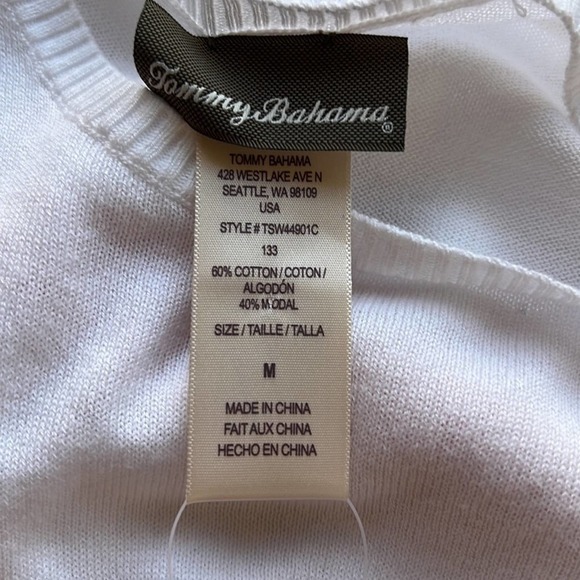 Tommy Bahama®
TOMMY BAHAMA
428 WESTLAKE AVE N
SEATTLE, WA 98109
USA
STYLE # TSW44901C
133
60% COTTON / COTON /
ALGODÓN
40% MODAL
SIZE / TAILLE / TALLA
M
MADE IN CHINA
FAIT AUX CHINA
HECHO EN CHINA